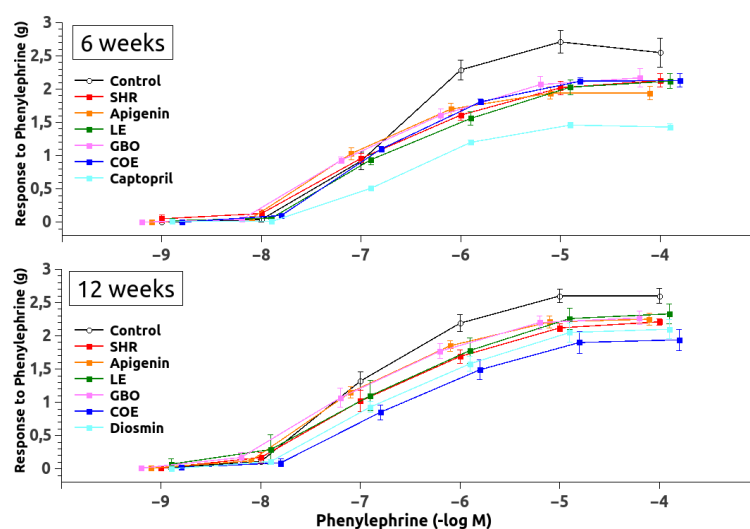 3
6 weeks
2,5
2
1,5
1
0,5
0
Response to Phenylephrine (g)
Control
SHR
Apigenin
LE
GBO
COE
Captopril
−9 −8 −7 −6 −5 −4
3
12 weeks
2,5
2
1,5
1
0,5
0
Response to Phenylephrine (g)
Control
SHR
Apigenin
LE
GBO
COE
Diosmin
−9 −8 −7 −6 −5 −4
Phenylephrine (-log M)